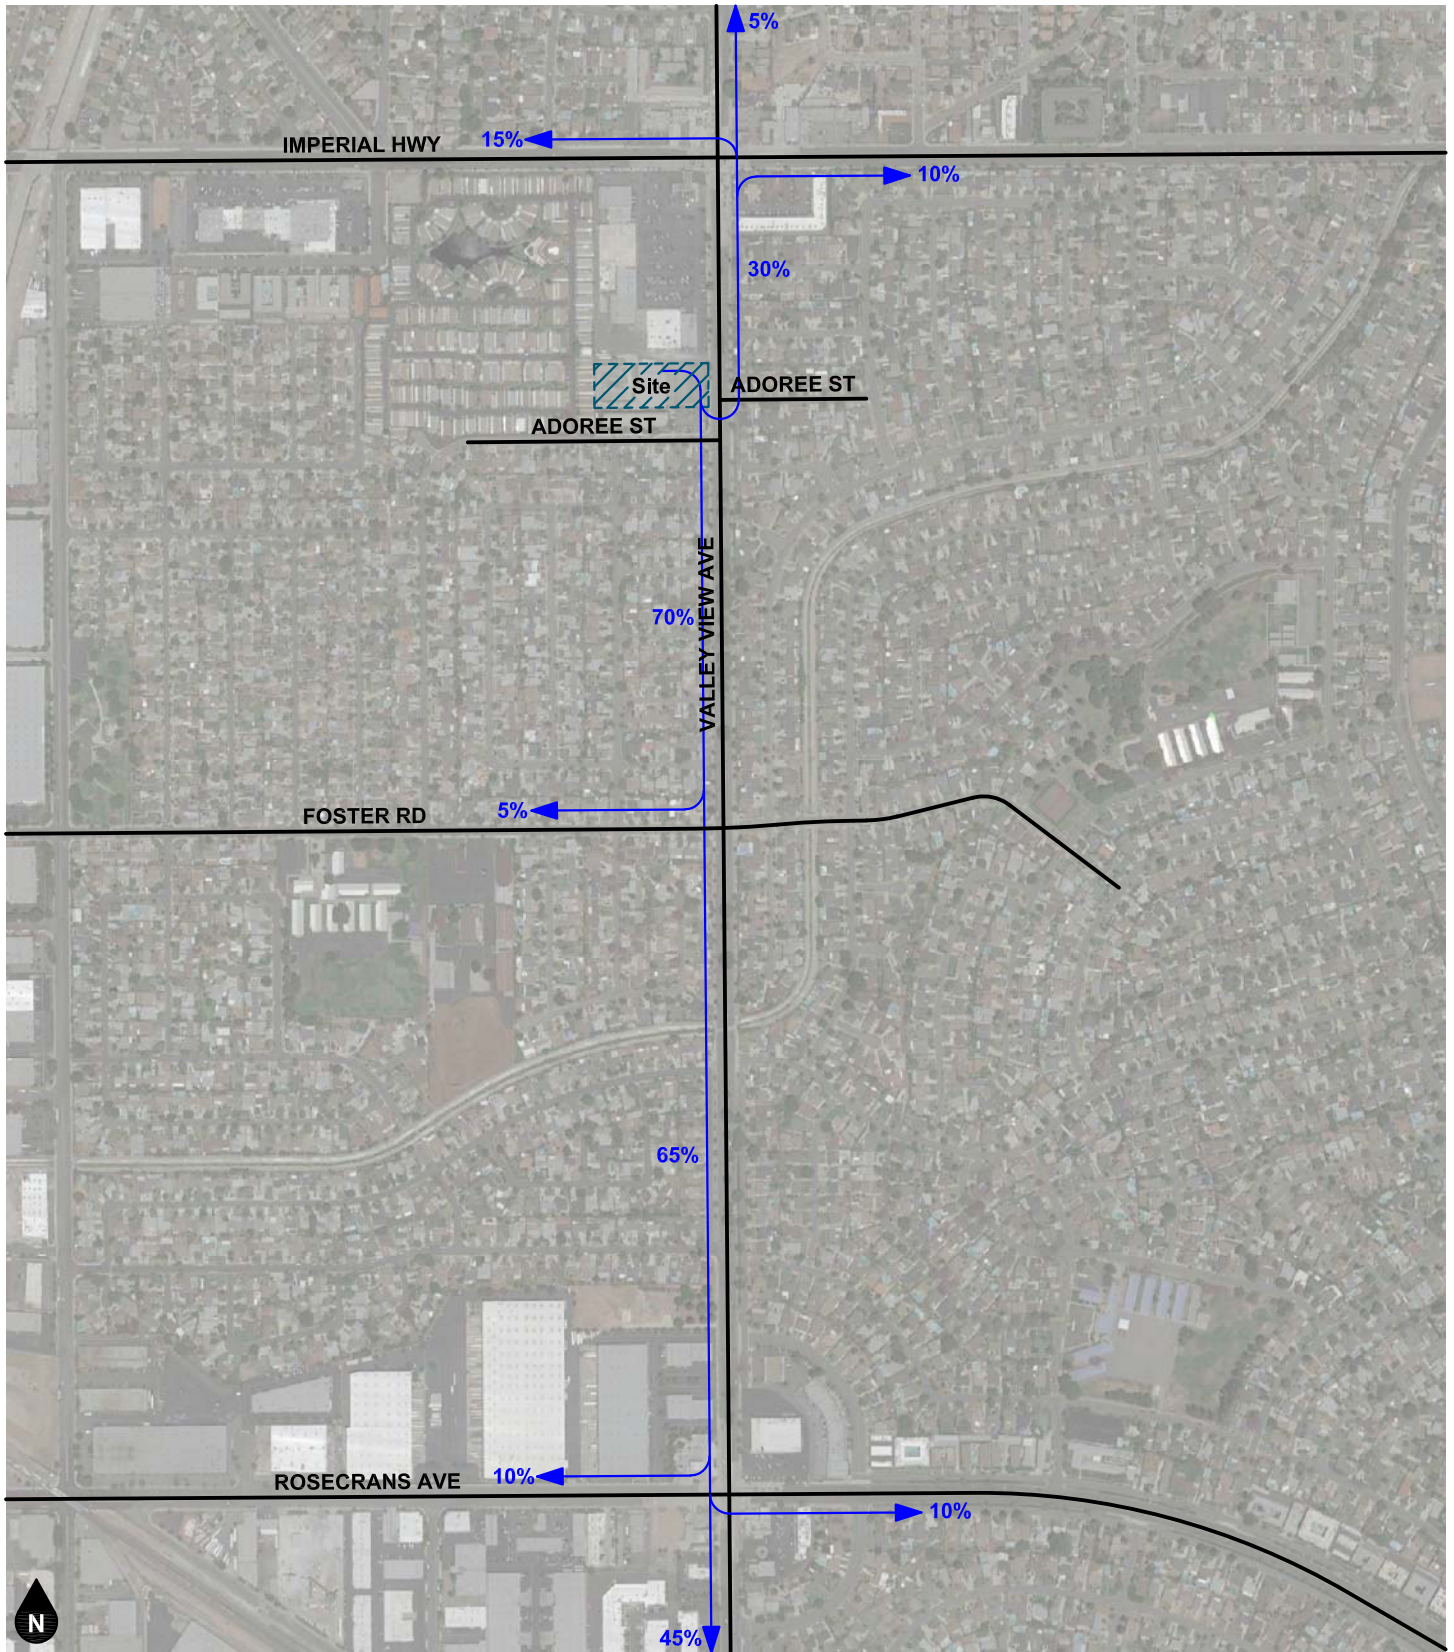 5%
IMPERIAL HWY
15%
10%
30%
Site
ADOREE ST
ADOREE ST
VALLEY VIEW AVE
70%
FOSTER RD
5%
65%
ROSECRANS AVE
10%
10%
45%
N